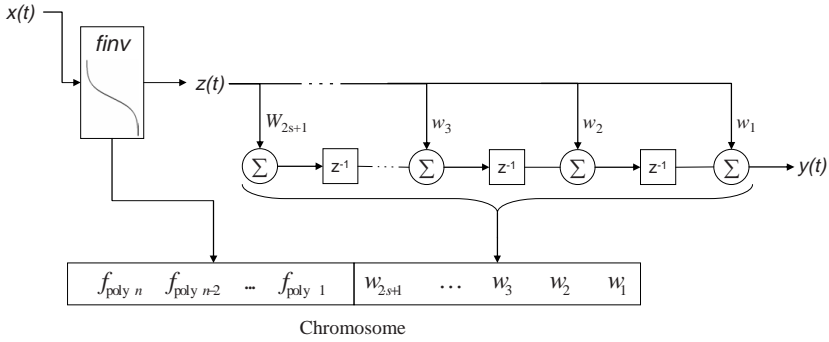 x(t)
finv
z(t) . . .
W2s+1 w3 w2 w1
Σ z-1 ... Σ z-1 Σ z-1 Σ y(t)
fpoly n fpoly n-2 ... fpoly 1 w2s+1 ... w3 w2 w1
Chromosome